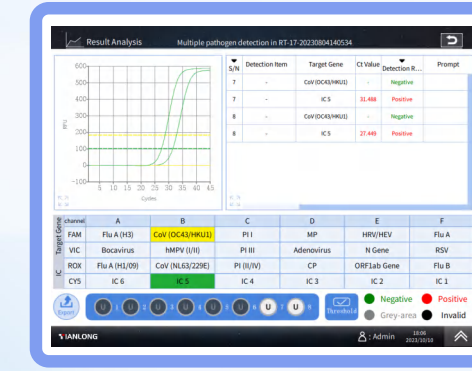 Result Analysis
Multiple pathogen detection in RT-17-20230804140534
S/N Detection Item Target Gene Ct Value Detection R... Prompt
7 - CoV (OC43/HKU1) - Negative
7 - IC 5 31.488 Positive
8 - CoV (OC43/HKU1) - Negative
8 - IC 5 27.449 Positive
600
500
400
300
200
100
0
-100
RFU
5 10 15 20 25 30 35 40 45
Cycles
Target Gene
IC
channel A B C D E F
FAM Flu A (H3) CoV (OC43/HKU1) PI I MP HRV/HEV Flu A
VIC Bocavirus hMPV (I/II) PI III Adenovirus N Gene RSV
ROX Flu A (H1/09) CoV (NL63/229E) PI (II/IV) CP ORF1ab Gene Flu B
CY5 IC 6 IC 5 IC 4 IC 3 IC 2 IC 1
Export
U 1 U 2 U 3 U 4 U 5 U 6 U 7 U 8
Threshold
Negative Positive
Grey-area Invalid
TIANLONG
: Admin
18:06
2023/10/10